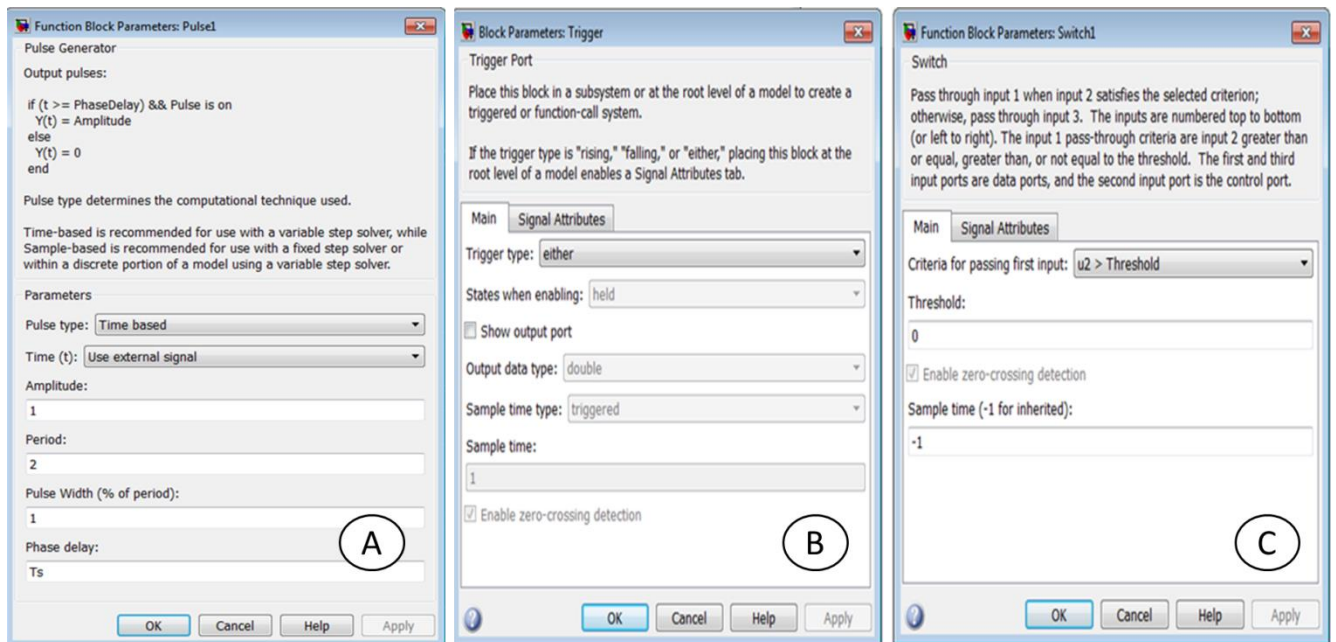 Function Block Parameters: Pulse1
Pulse Generator
Output pulses:
if (t >= PhaseDelay) && Pulse is on
Y(t) = Amplitude
else
Y(t) = 0
end
Pulse type determines the computational technique used.
Time-based is recommended for use with a variable step solver, while
Sample-based is recommended for use with a fixed step solver or
within a discrete portion of a model using a variable step solver.
Parameters
Pulse type: Time based
Time (t): Use external signal
Amplitude:
1
Period:
2
Pulse Width (% of period):
1
Phase delay:
Ts
A
OK Cancel Help Apply
Block Parameters: Trigger
Trigger Port
Place this block in a subsystem or at the root level of a model to create a
triggered or function-call system.
If the trigger type is "rising," "falling," or "either," placing this block at the
root level of a model enables a Signal Attributes tab.
Main Signal Attributes
Trigger type: either
States when enabling: held
Show output port
Output data type: double
Sample time type: triggered
Sample time:
1
Enable zero-crossing detection
B
OK Cancel Help Apply
Function Block Parameters: Switch1
Switch
Pass through input 1 when input 2 satisfies the selected criterion;
otherwise, pass through input 3. The inputs are numbered top to bottom
(or left to right). The input 1 pass-through criteria are input 2 greater than
or equal, greater than, or not equal to the threshold. The first and third
input ports are data ports, and the second input port is the control port.
Main Signal Attributes
Criteria for passing first input: u2 > Threshold
Threshold:
0
Enable zero-crossing detection
Sample time (-1 for inherited):
-1
C
OK Cancel Help Apply